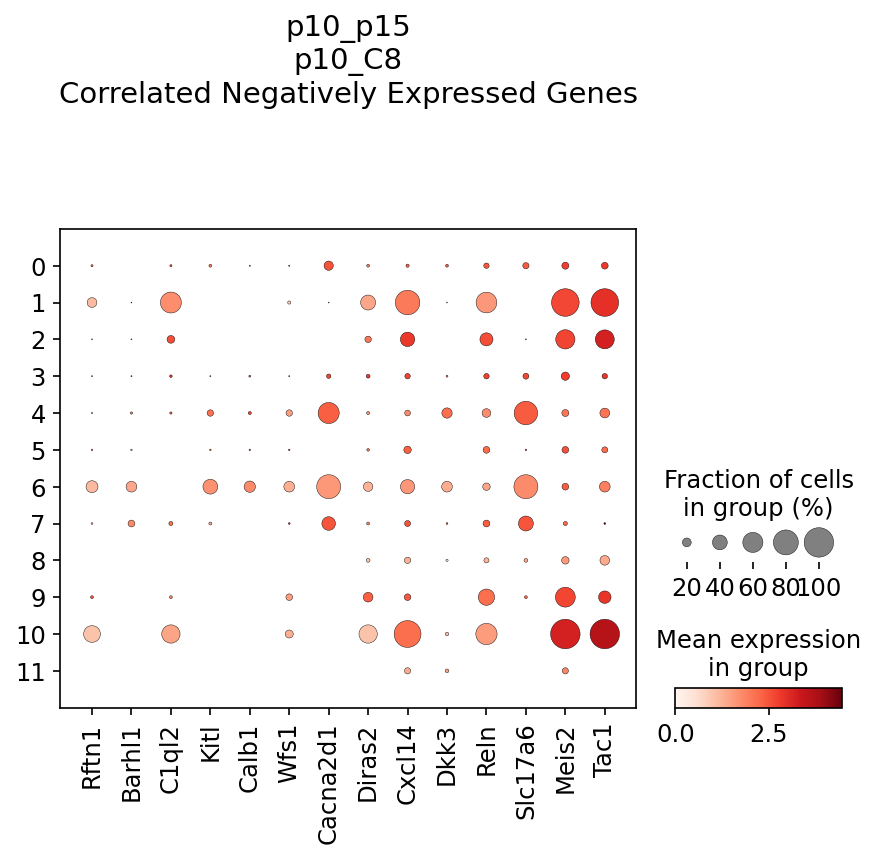 p10_p15
p10_C8
Correlated Negatively Expressed Genes
0
1
2
3
4
5
6
7
8
9
10
11
Rftn1
Barhl1
C1ql2
Kitl
Calb1
Wfs1
Cacna2d1
Diras2
Cxcl14
Dkk3
Reln
Slc17a6
Meis2
Tac1
Fraction of cells
in group (%)
20 40 60 80 100
Mean expression
in group
0.0 2.5